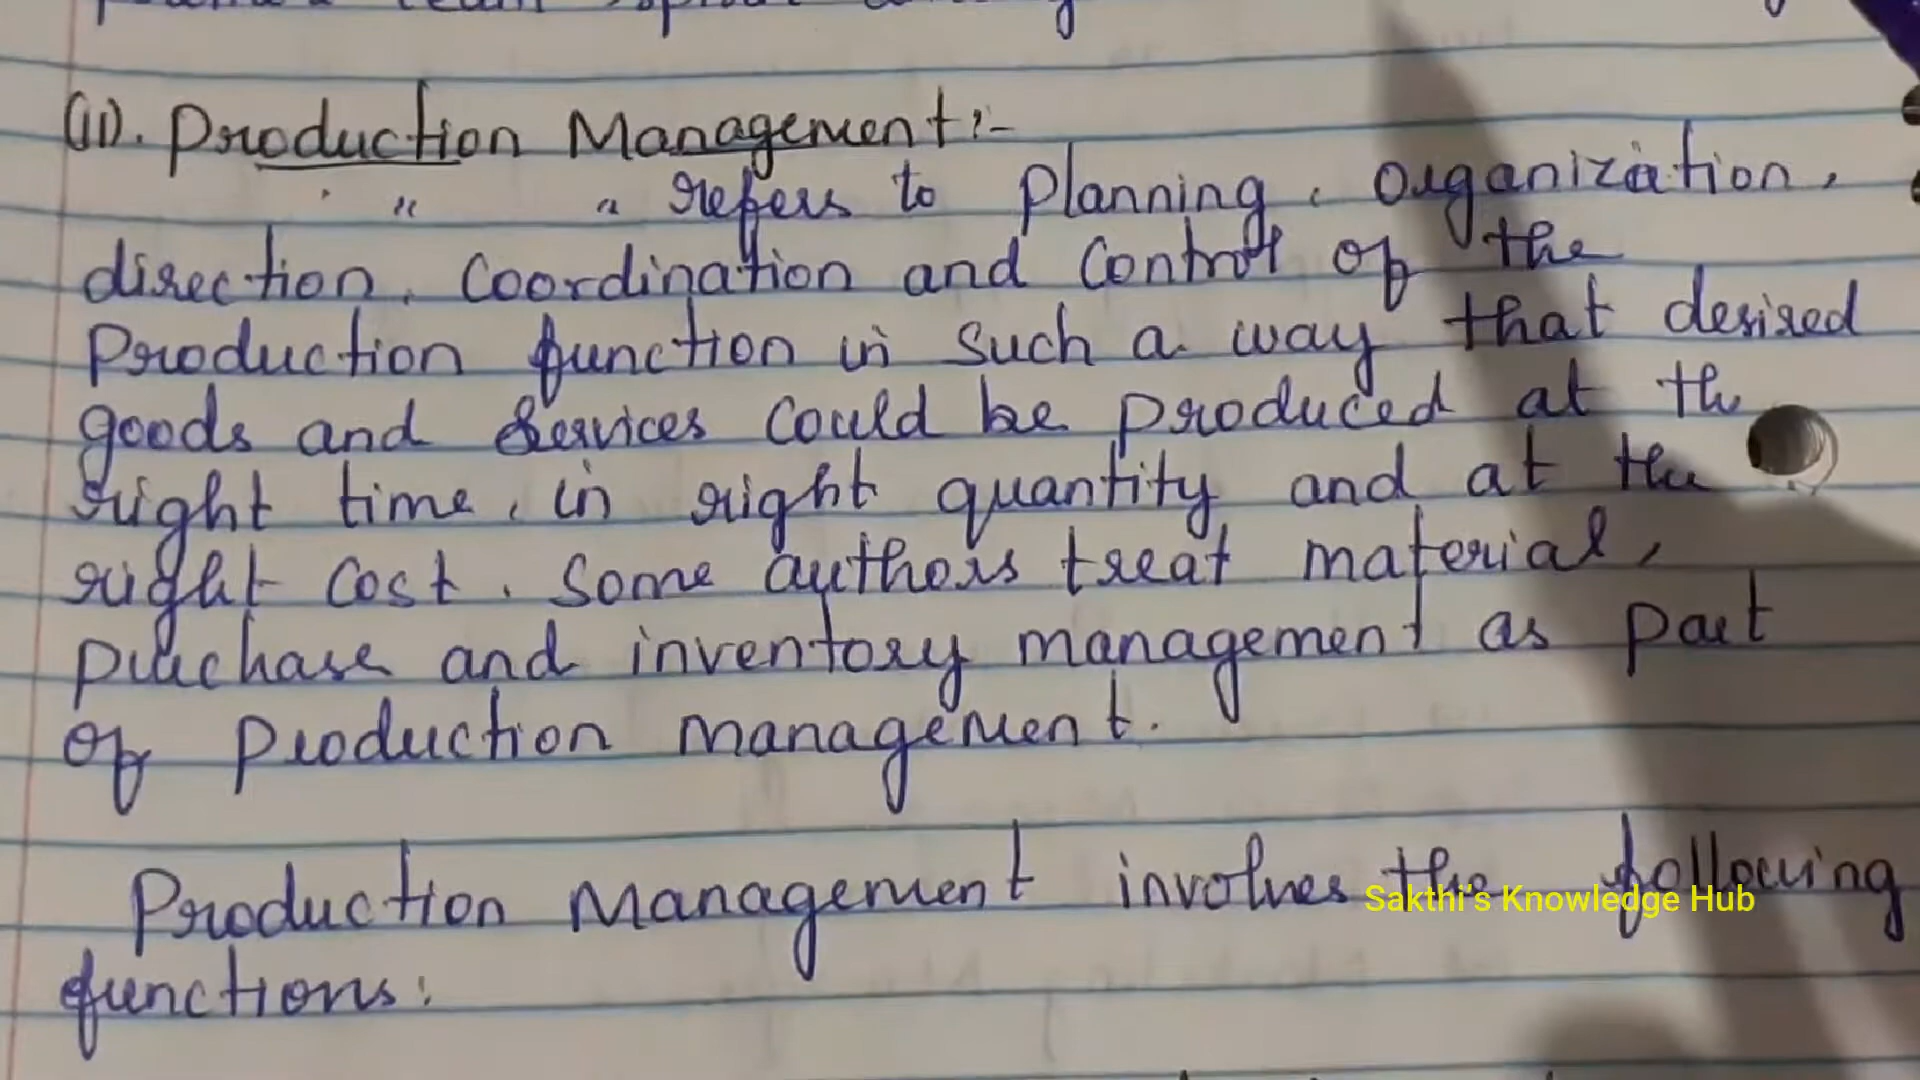 (ii). Production Management:-
" " refers to planning, organization,
direction, Coordination and Control of the
Production function in such a way that desired
goods and services could be produced at the
right time, in right quantity and at the
right cost. Some authors treat material,
purchase and inventory management as part
of production management.
Production Management involves the following
Sakthi's Knowledge Hub
functions: